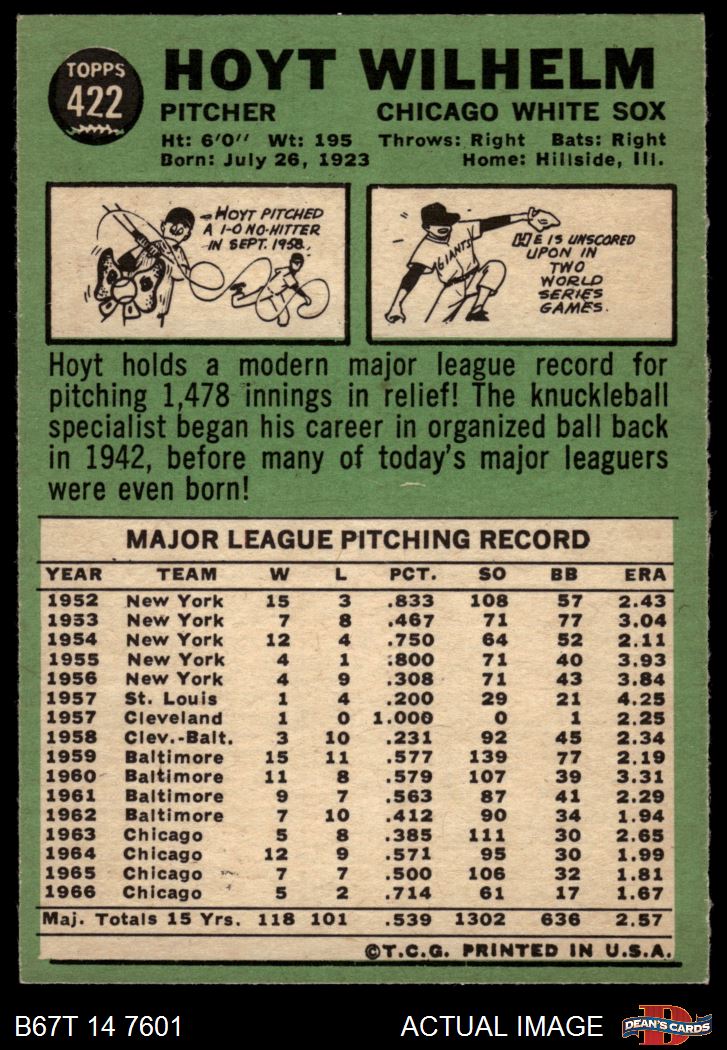 TOPPS
422
HOYT WILHELM
PITCHER CHICAGO WHITE SOX
Ht: 6'0" Wt: 195 Throws: Right Bats: Right
Born: July 26, 1923 Home: Hillside, Ill.
HOYT PITCHED
A 1-0 NO-HITTER
IN SEPT. 1958.
GIANTS
HE IS UNSCORED
UPON IN
TWO
WORLD
SERIES
GAMES.
Hoyt holds a modern major league record for
pitching 1,478 innings in relief! The knuckleball
specialist began his career in organized ball back
in 1942, before many of today's major leaguers
were even born!
MAJOR LEAGUE PITCHING RECORD
YEAR TEAM W L PCT. SO BB ERA
1952 New York 15 3 .833 108 57 2.43
1953 New York 7 8 .467 71 77 3.04
1954 New York 12 4 .750 64 52 2.11
1955 New York 4 1 .800 71 40 3.93
1956 New York 4 9 .308 71 43 3.84
1957 St. Louis 1 4 .200 29 21 4.25
1957 Cleveland 1 0 1.000 0 1 2.25
1958 Clev.-Balt. 3 10 .231 92 45 2.34
1959 Baltimore 15 11 .577 139 77 2.19
1960 Baltimore 11 8 .579 107 39 3.31
1961 Baltimore 9 7 .563 87 41 2.29
1962 Baltimore 7 10 .412 90 34 1.94
1963 Chicago 5 8 .385 111 30 2.65
1964 Chicago 12 9 .571 95 30 1.99
1965 Chicago 7 7 .500 106 32 1.81
1966 Chicago 5 2 .714 61 17 1.67
Maj. Totals 15 Yrs. 118 101 .539 1302 636 2.57
©T.C.G. PRINTED IN U.S.A.
B67T 14 7601 ACTUAL IMAGE
D
DEAN'S CARDS